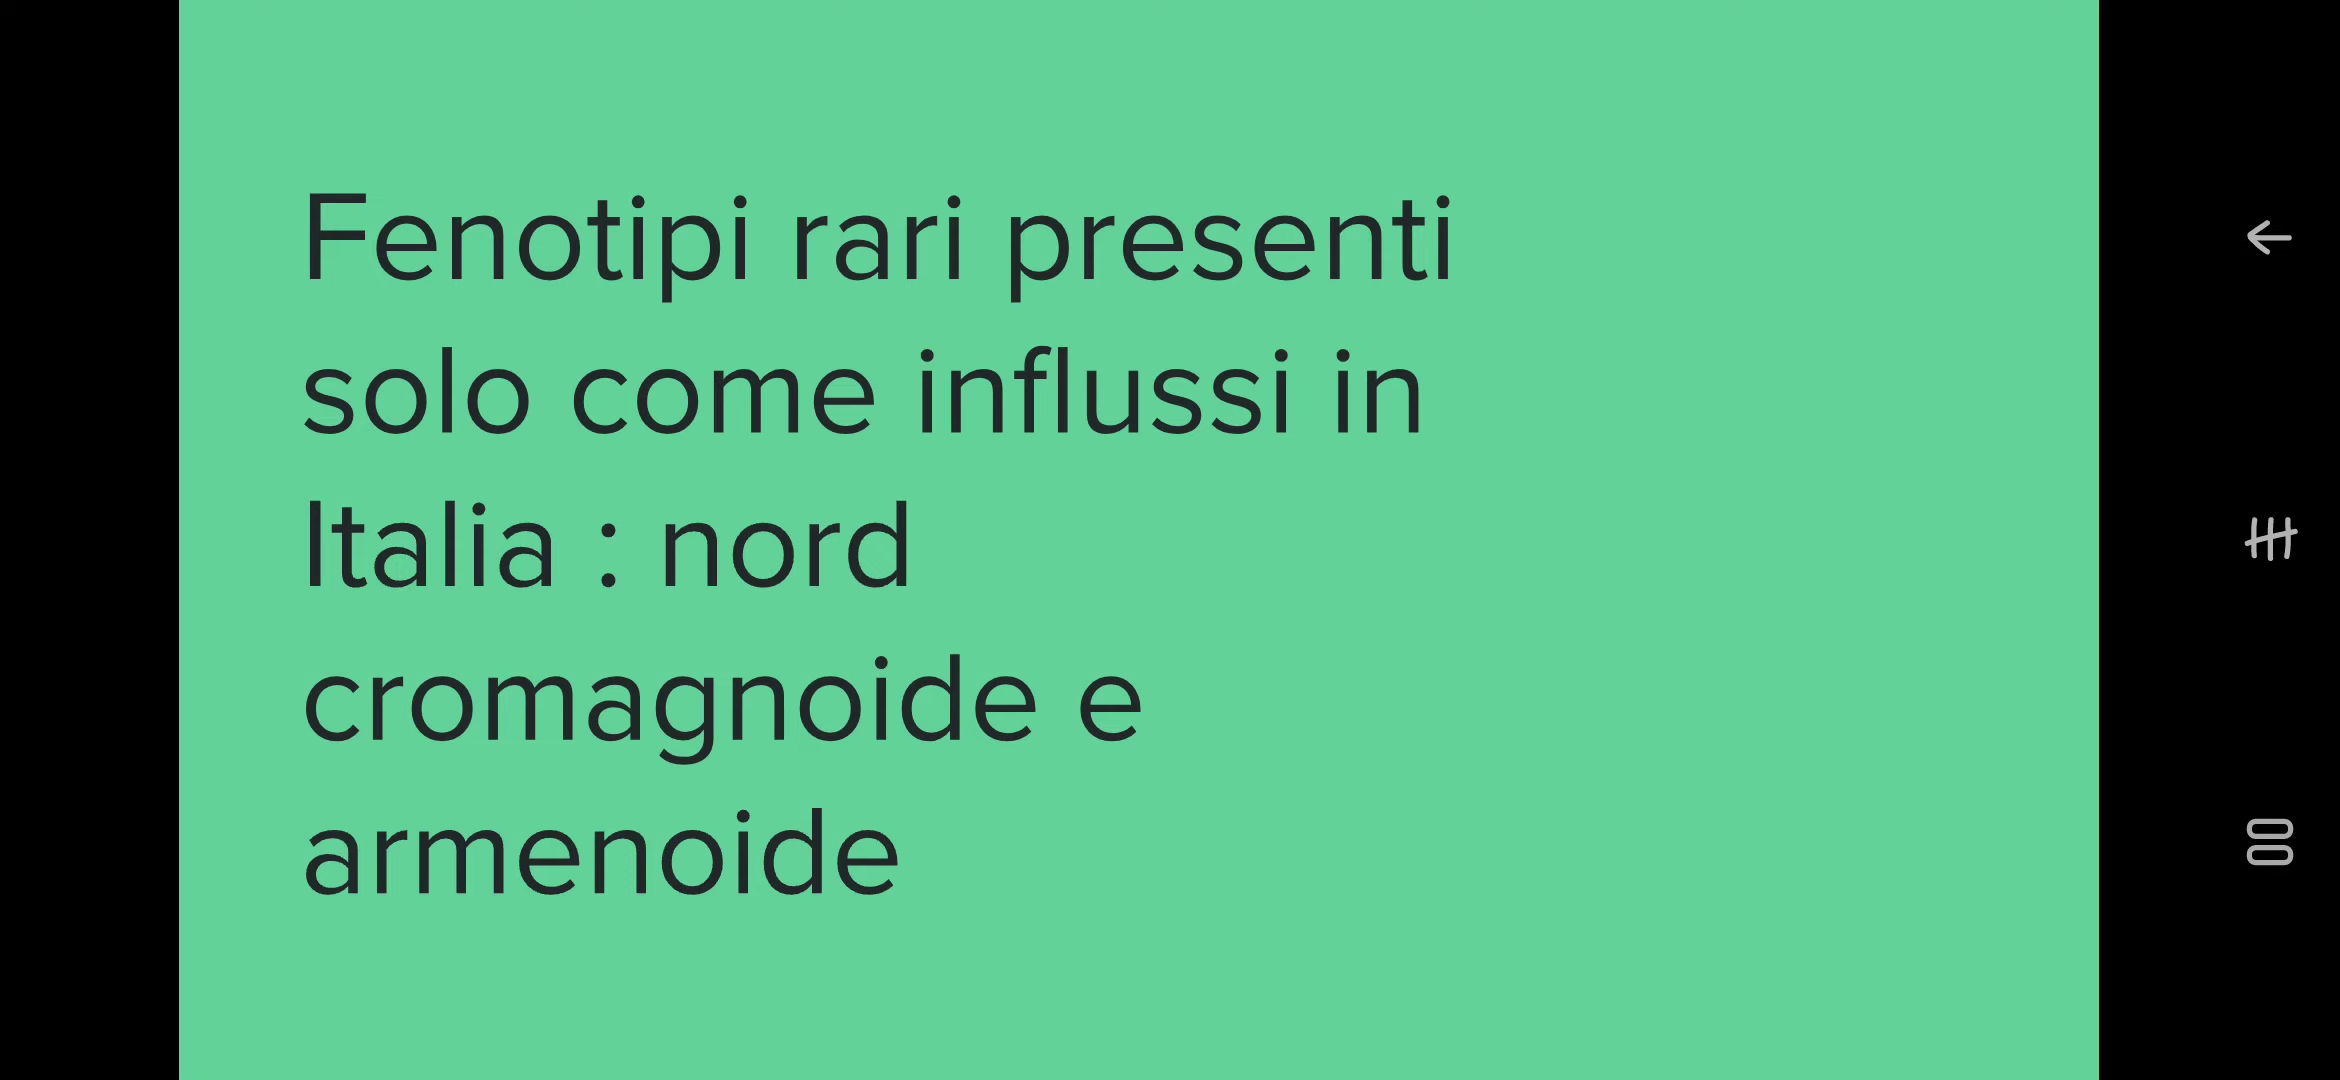 Fenotipi rari presenti
solo come influssi in
Italia : nord
cromagnoide e
armenoide